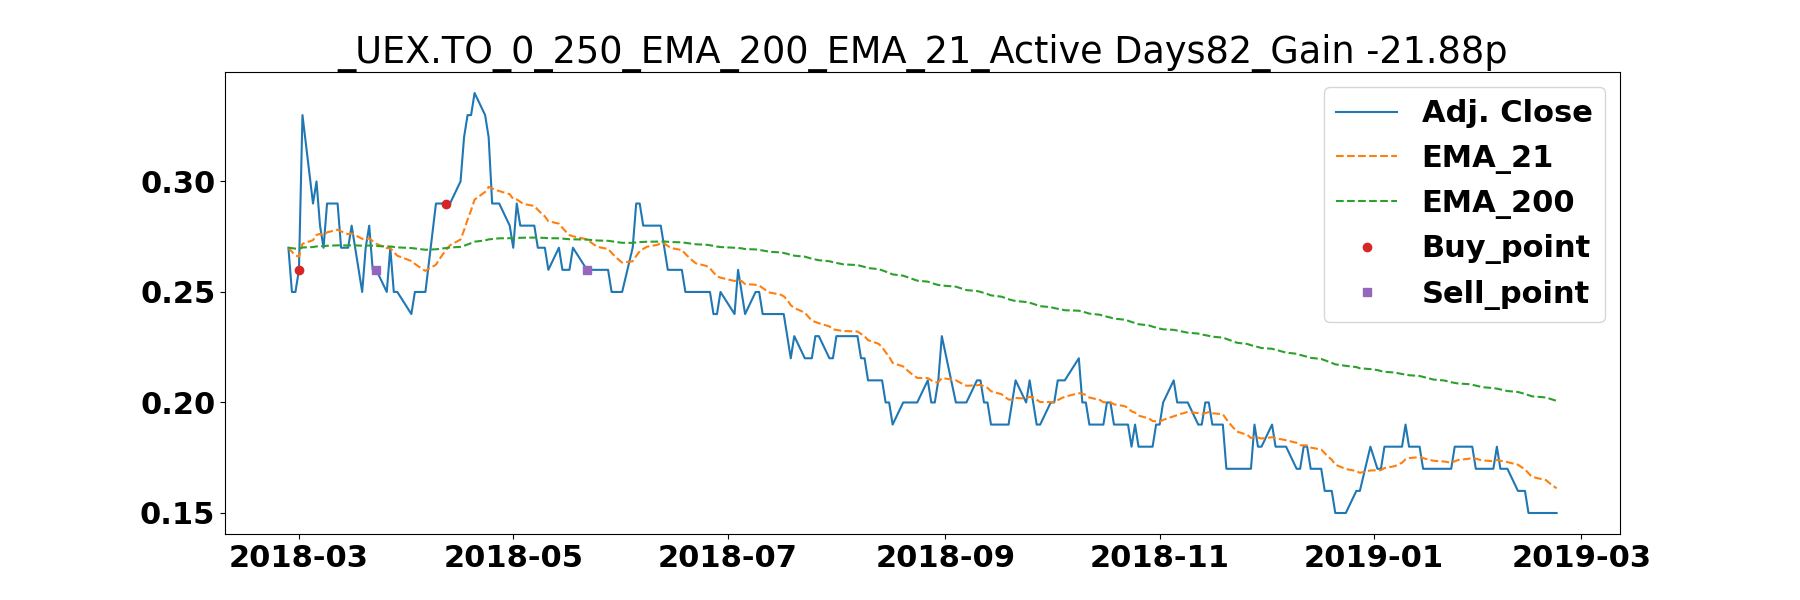 _UEX.TO_0_250_EMA_200_EMA_21_Active Days82_Gain -21.88p
Adj. Close
EMA_21
EMA_200
Buy_point
Sell_point
0.30
0.25
0.20
0.15
2018-03 2018-05 2018-07 2018-09 2018-11 2019-01 2019-03